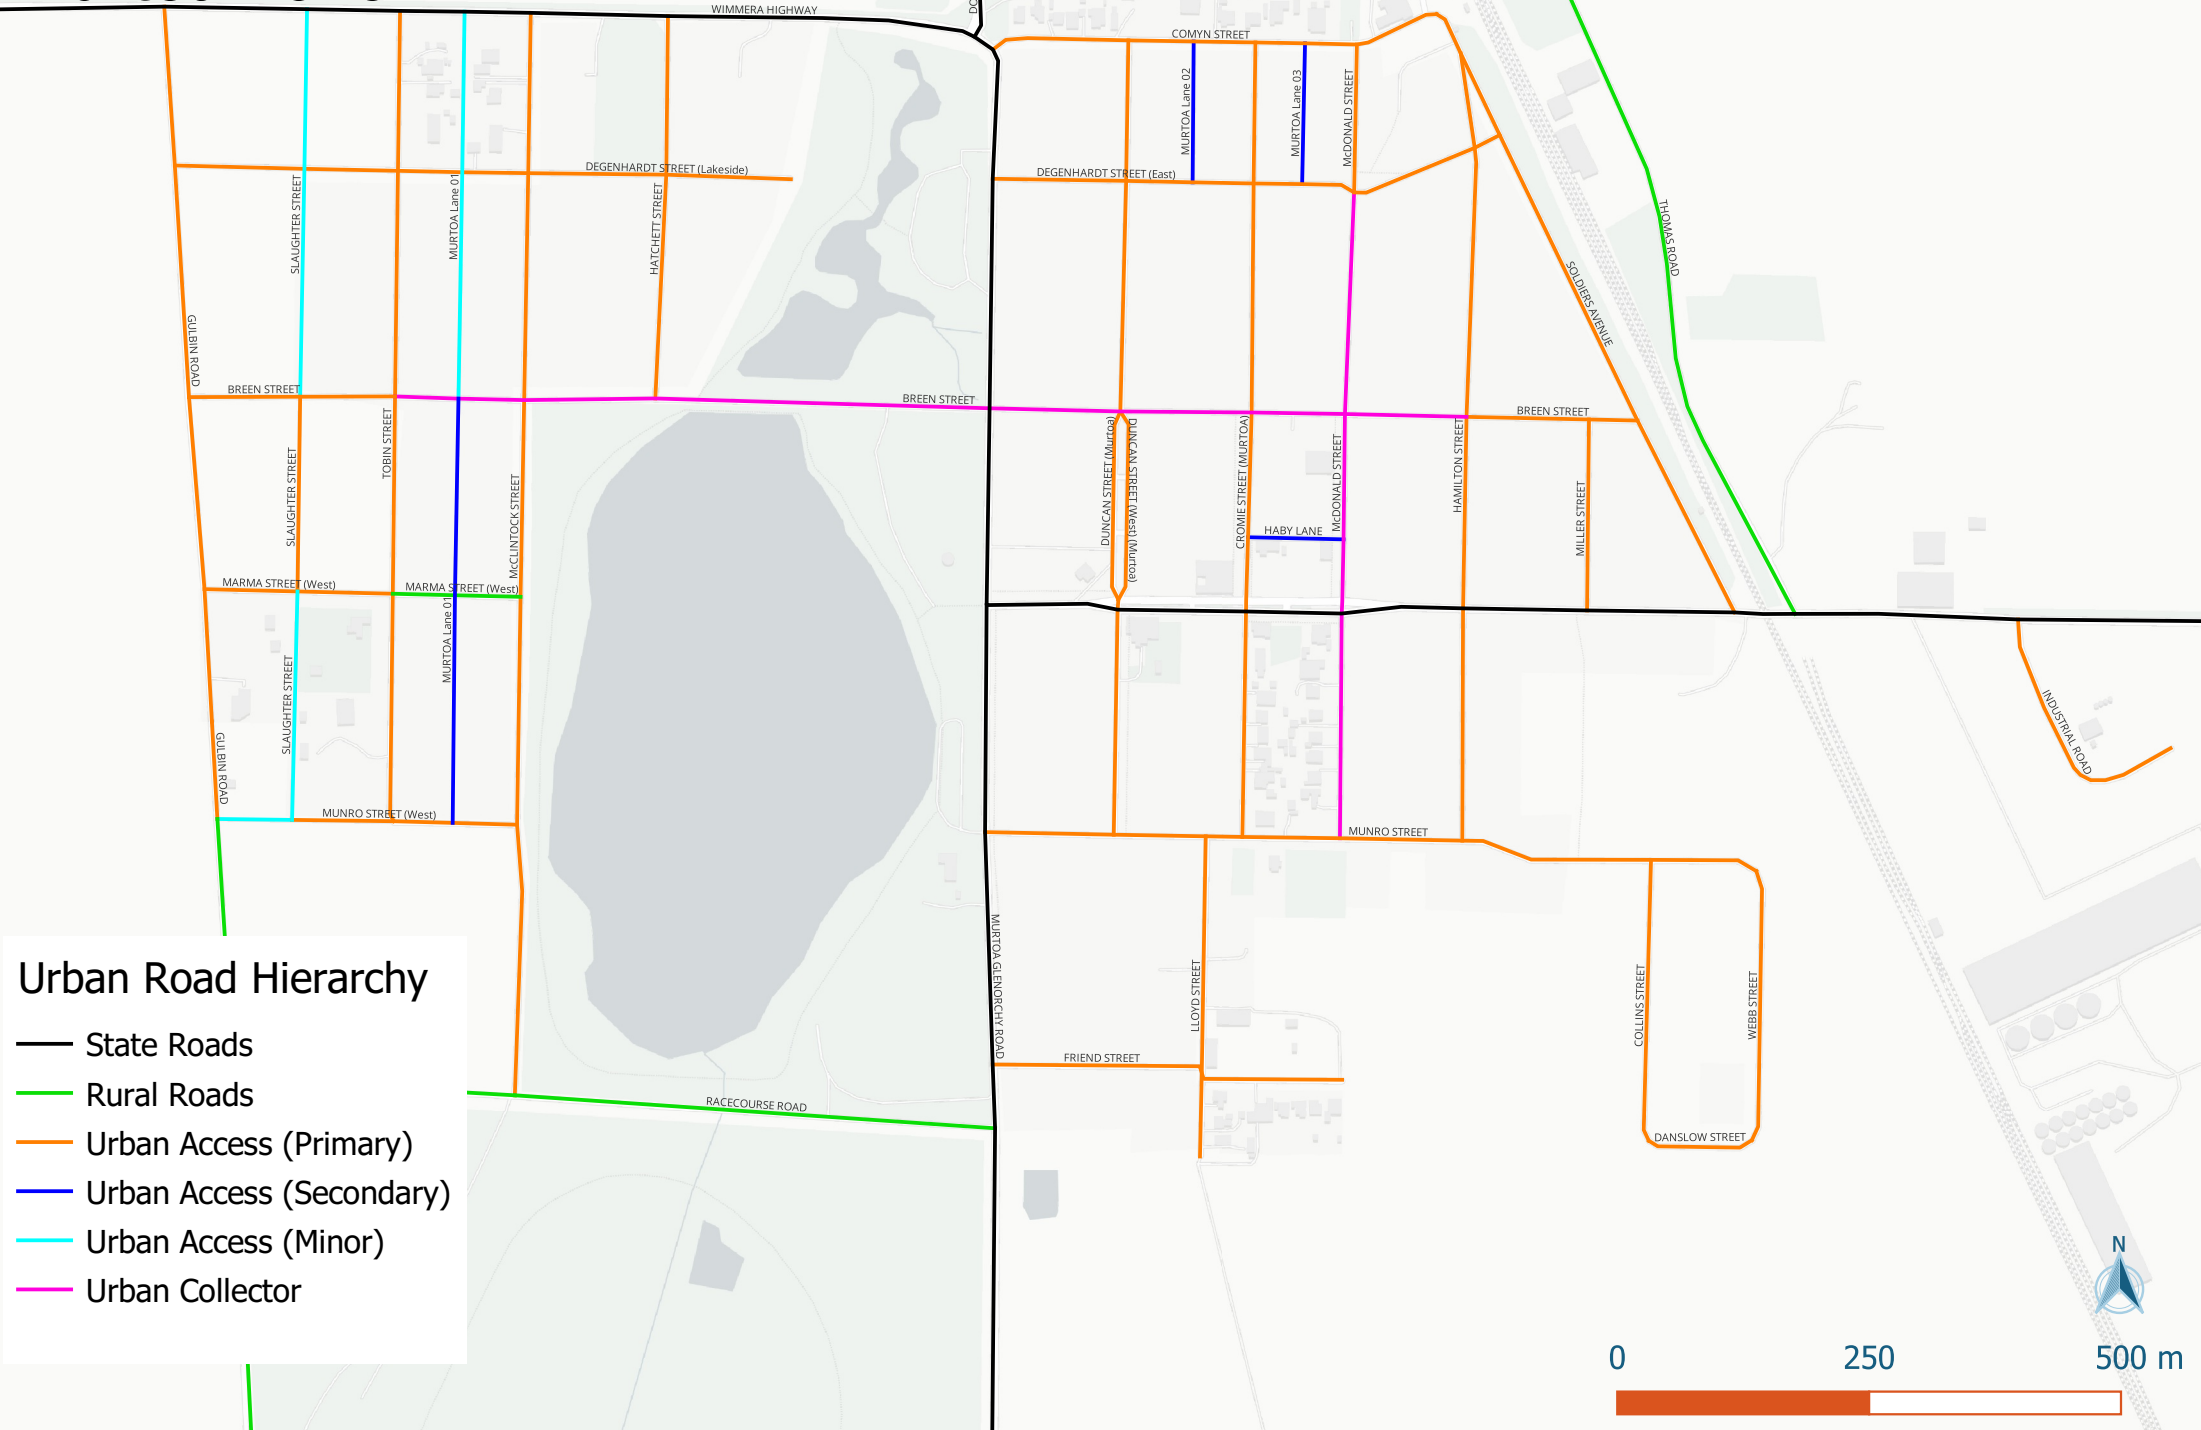 WIMMERA HIGHWAY
DO
COMYN STREET
MURTOA Lane 02
MURTOA Lane 03
McDONALD STREET
DEGENHARDT STREET (Lakeside)
DEGENHARDT STREET (East)
SLAUGHTER STREET
MURTOA Lane 01
HATCHETT STREET
THOMAS ROAD
SOLDIERS AVENUE
GULBIN ROAD
BREEN STREET
BREEN STREET
BREEN STREET
TOBIN STREET
SLAUGHTER STREET
McCLINTOCK STREET
DUNCAN STREET (Murtoa)
DUNCAN STREET (West) (Murtoa)
CROMIE STREET (MURTOA)
McDONALD STREET
HAMILTON STREET
MILLER STREET
HABY LANE
MARMA STREET (West)
MARMA STREET (West)
MURTOA Lane 01
SLAUGHTER STREET
GULBIN ROAD
INDUSTRIAL ROAD
MUNRO STREET (West)
MUNRO STREET
MURTOA GLENORCHY ROAD
LLOYD STREET
COLLINS STREET
WEBB STREET
FRIEND STREET
RACECOURSE ROAD
DANSLOW STREET
Urban Road Hierarchy
State Roads
Rural Roads
Urban Access (Primary)
Urban Access (Secondary)
Urban Access (Minor)
Urban Collector
N
0 250 500 m